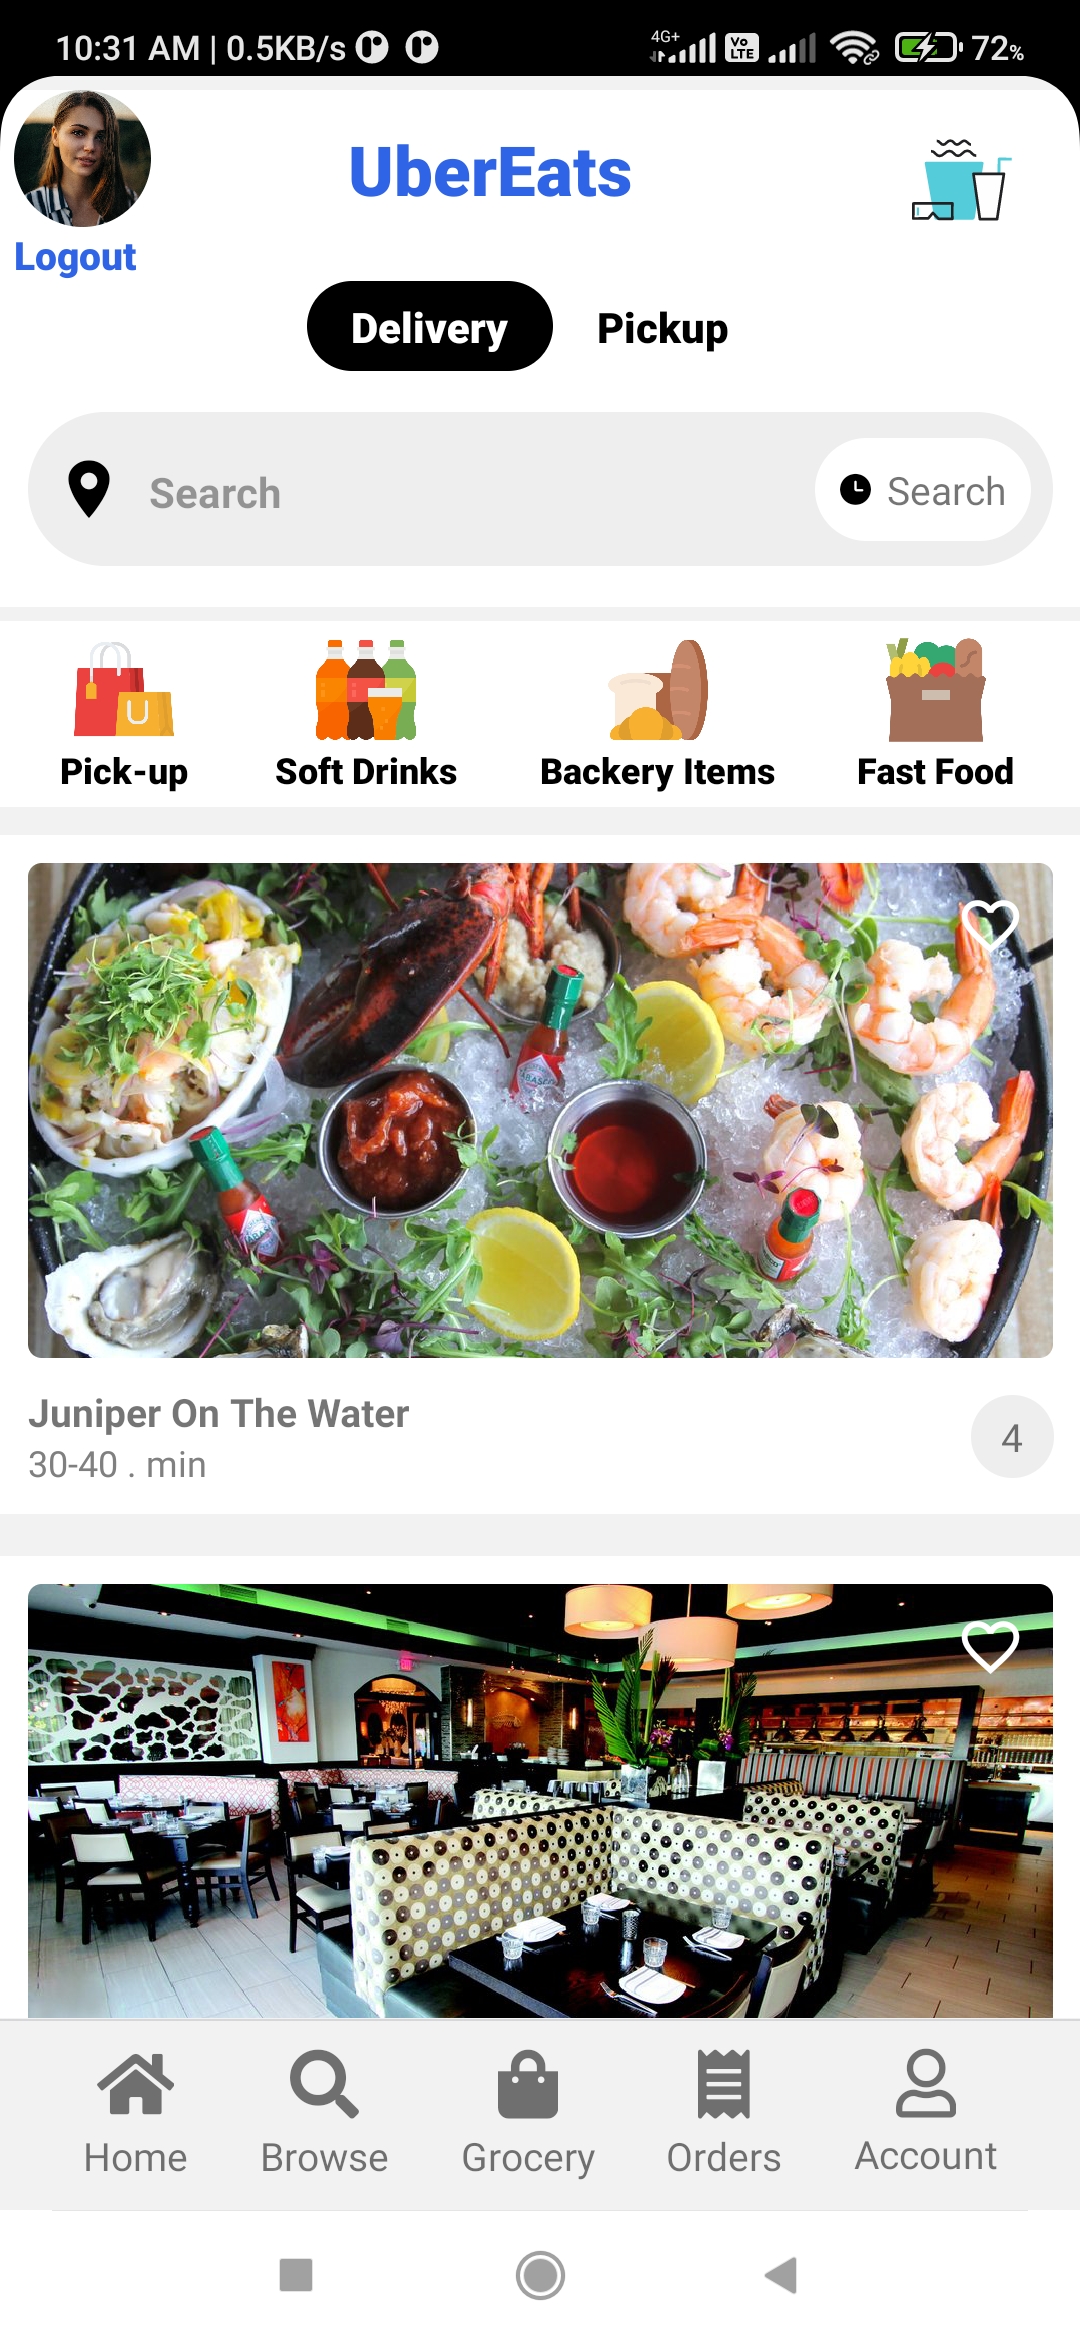 10:31 AM | 0.5KB/s 4G+ Vo LTE 72%
UberEats
Logout
Delivery Pickup
Search Search
Pick-up Soft Drinks Backery Items Fast Food
TABASCO
Juniper On The Water
4
30-40 . min
Home Browse Grocery Orders Account